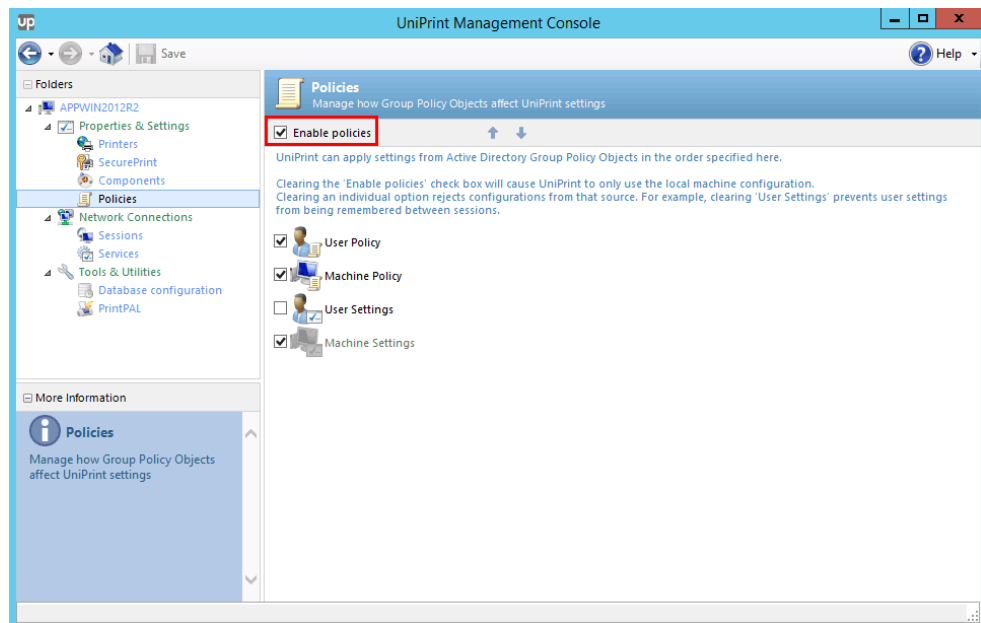 up
UniPrint Management Console
Save
Help
Folders
Policies
Manage how Group Policy Objects affect UniPrint settings
APPWIN2012R2
Properties & Settings
Printers
SecurePrint
Components
Policies
Network Connections
Sessions
Services
Tools & Utilities
Database configuration
PrintPAL
Enable policies
UniPrint can apply settings from Active Directory Group Policy Objects in the order specified here.
Clearing the 'Enable policies' check box will cause UniPrint to only use the local machine configuration.
Clearing an individual option rejects configurations from that source. For example, clearing 'User Settings' prevents user settings
from being remembered between sessions.
User Policy
Machine Policy
User Settings
Machine Settings
More Information
Policies
Manage how Group Policy Objects
affect UniPrint settings